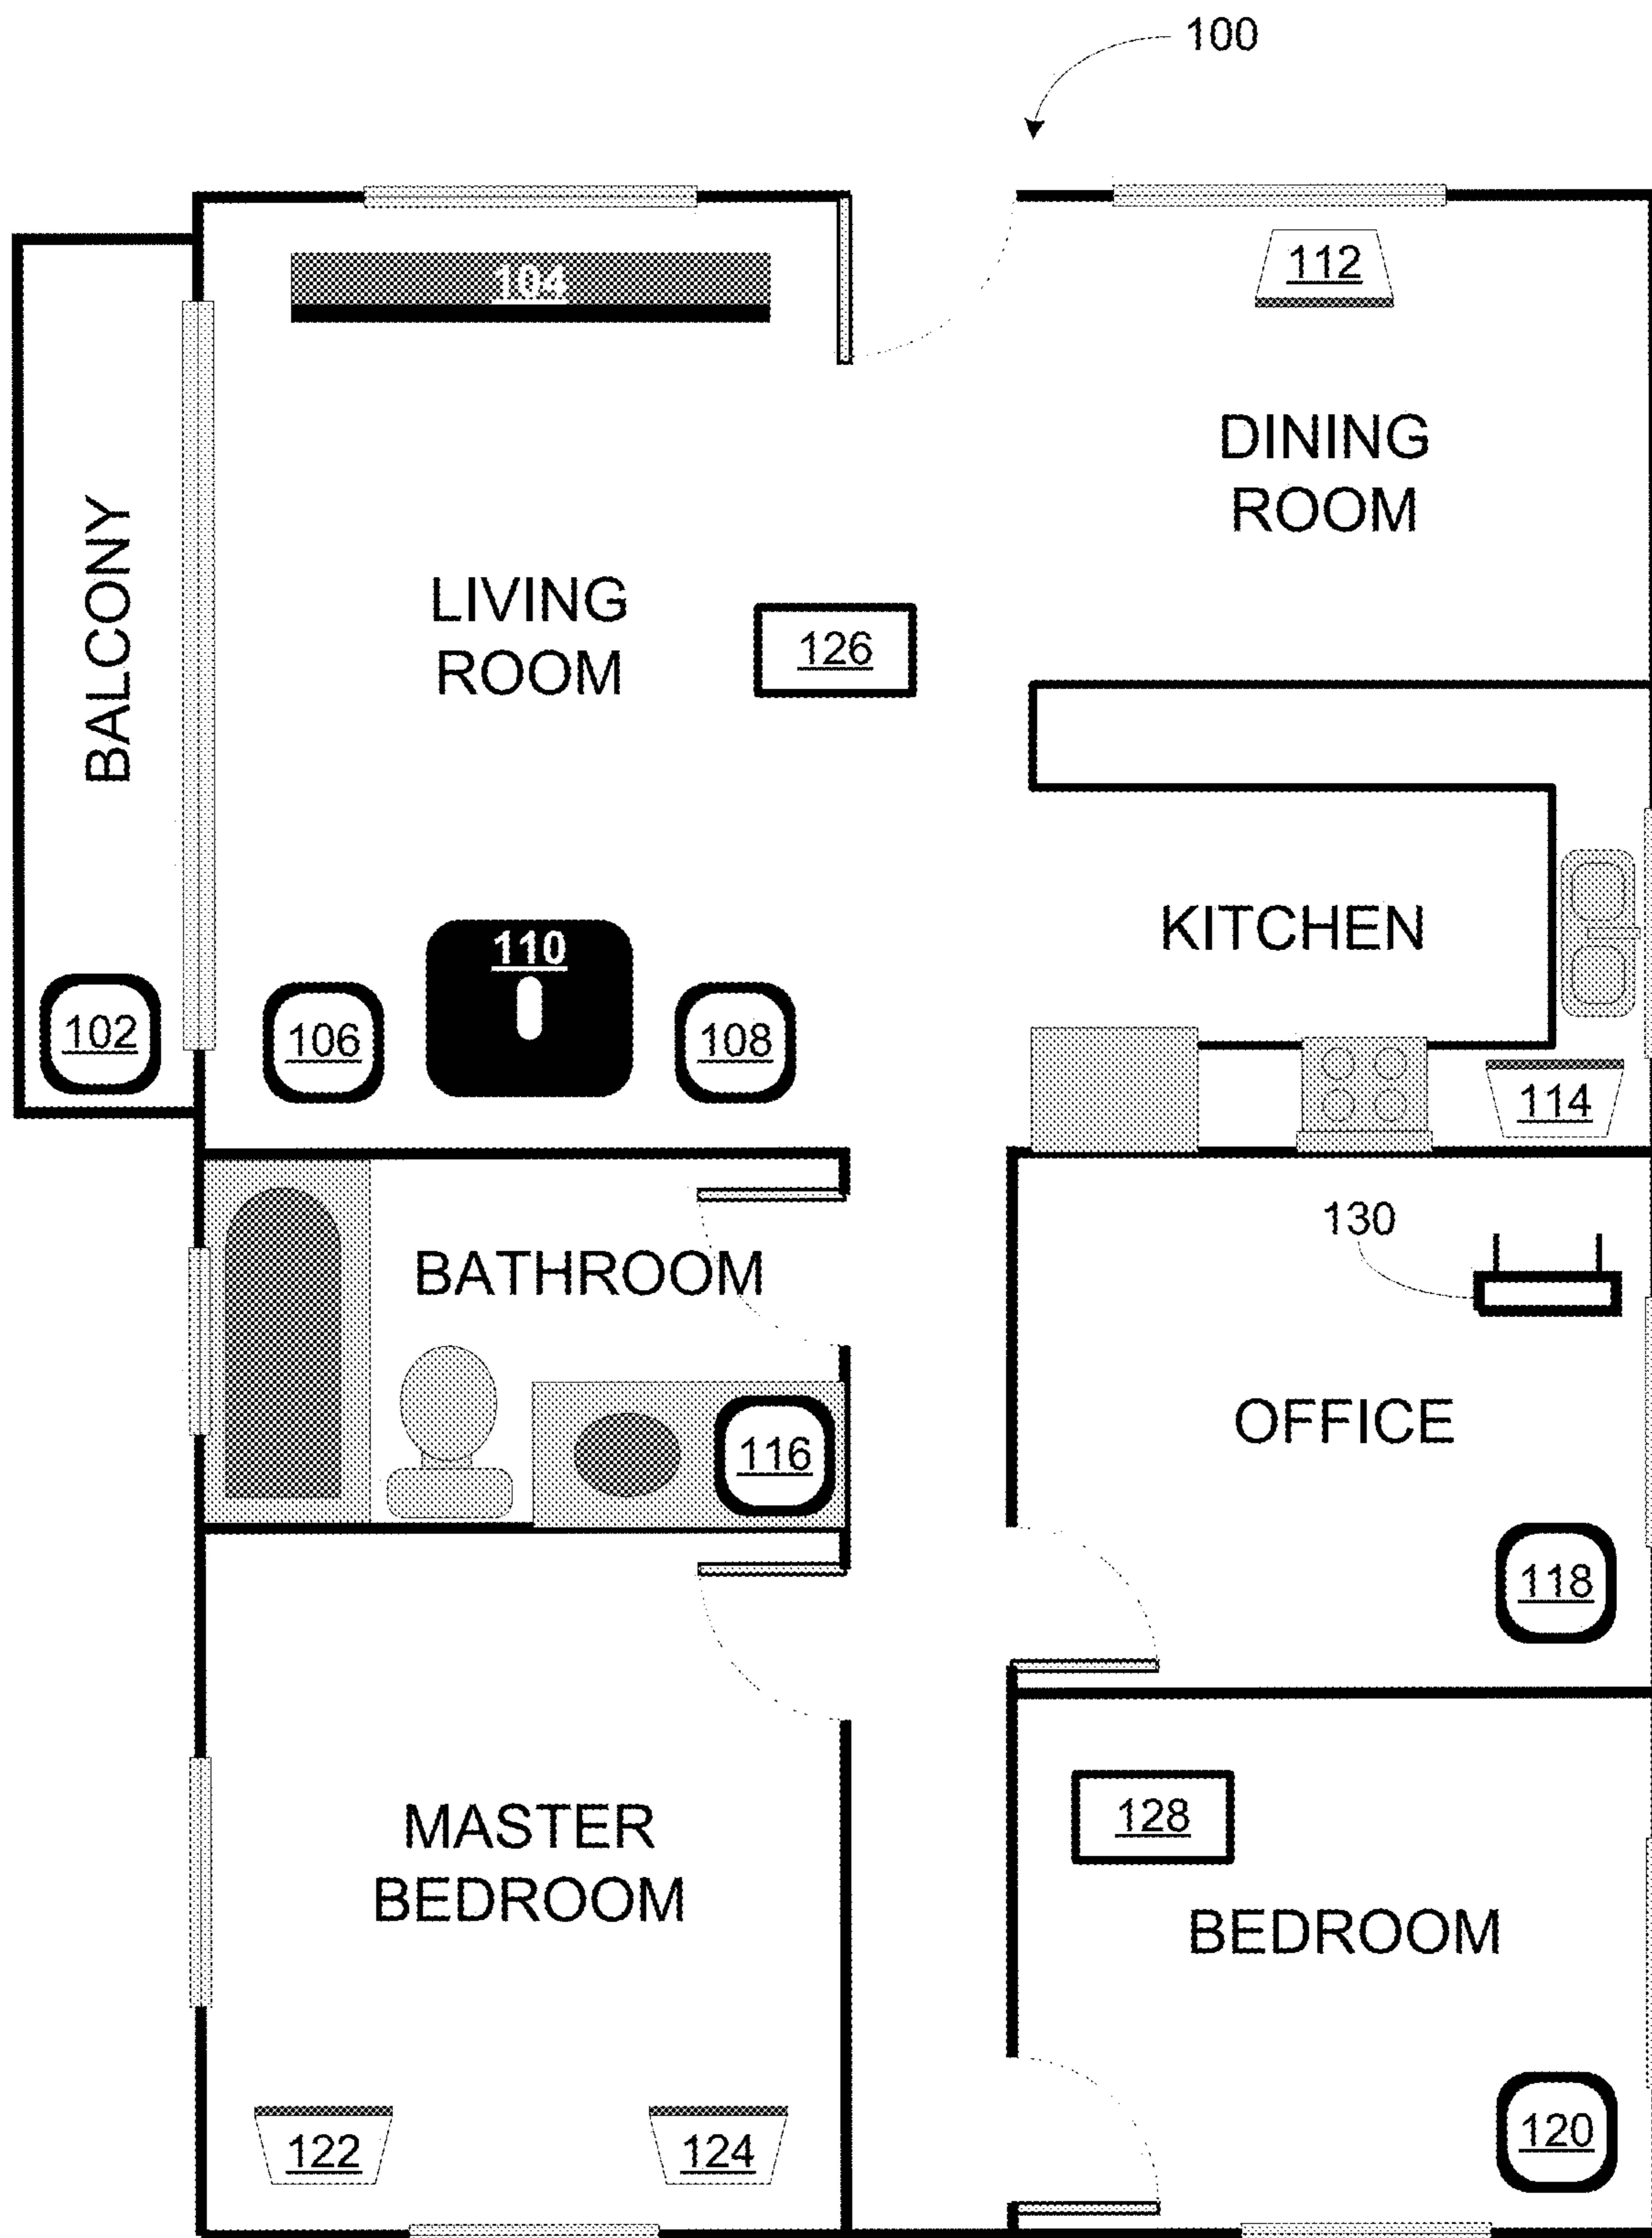 100
104
112
DINING
ROOM
BALCONY
LIVING
ROOM
126
110
KITCHEN
102
106
108
114
130
BATHROOM
OFFICE
116
118
MASTER
BEDROOM
128
BEDROOM
122
124
120